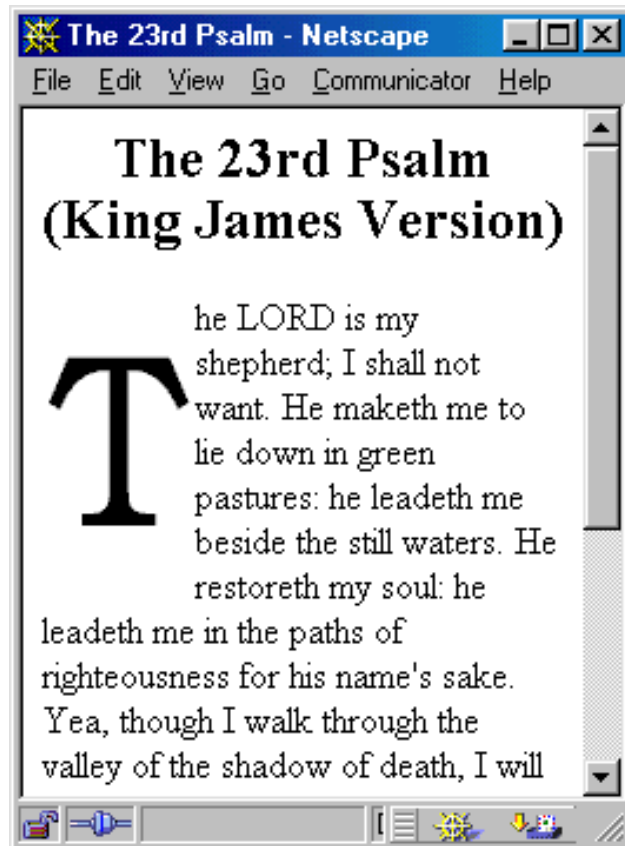 The 23rd Psalm - Netscape
File Edit View Go Communicator Help
The 23rd Psalm
(King James Version)
The LORD is my
shepherd; I shall not
want. He maketh me to
lie down in green
pastures: he leadeth me
beside the still waters. He
restoreth my soul: he
leadeth me in the paths of
righteousness for his name's sake.
Yea, though I walk through the
valley of the shadow of death, I will